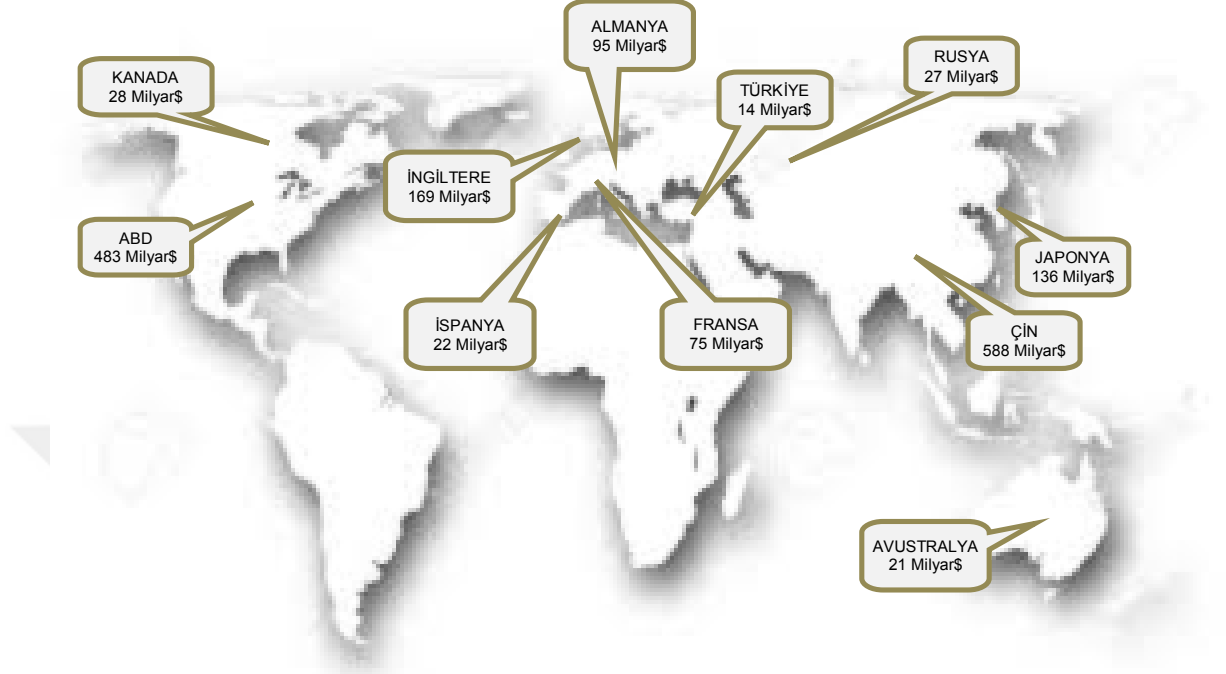 ALMANYA
95 Milyar$
RUSYA
27 Milyar$
KANADA
28 Milyar$
TÜRKİYE
14 Milyar$
İNGİLTERE
169 Milyar$
ABD
483 Milyar$
JAPONYA
136 Milyar$
İSPANYA
22 Milyar$
FRANSA
75 Milyar$
ÇİN
588 Milyar$
AVUSTRALYA
21 Milyar$